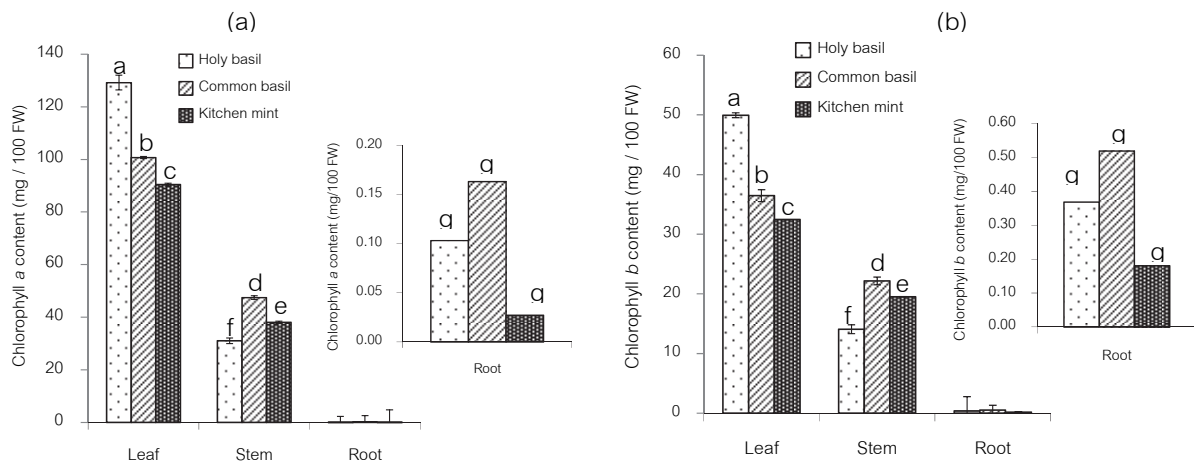 (a)
Chlorophyll a content (mg / 100 FW)
140
120
100
80
60
40
20
0
Holy basil
Common basil
Kitchen mint
a
b
c
f
d
e
Leaf
Stem
Root
Chlorophyll a content (mg/100 FW)
0.20
0.15
0.10
0.05
0.00
g
g
g
Root
(b)
Chlorophyll b content (mg / 100 FW)
60
50
40
30
20
10
0
Holy basil
Common basil
Kitchen mint
a
b
c
f
d
e
Leaf
Stem
Root
Chlorophyll b content (mg/100 FW)
0.60
0.50
0.40
0.20
0.10
0.00
g
g
g
Root